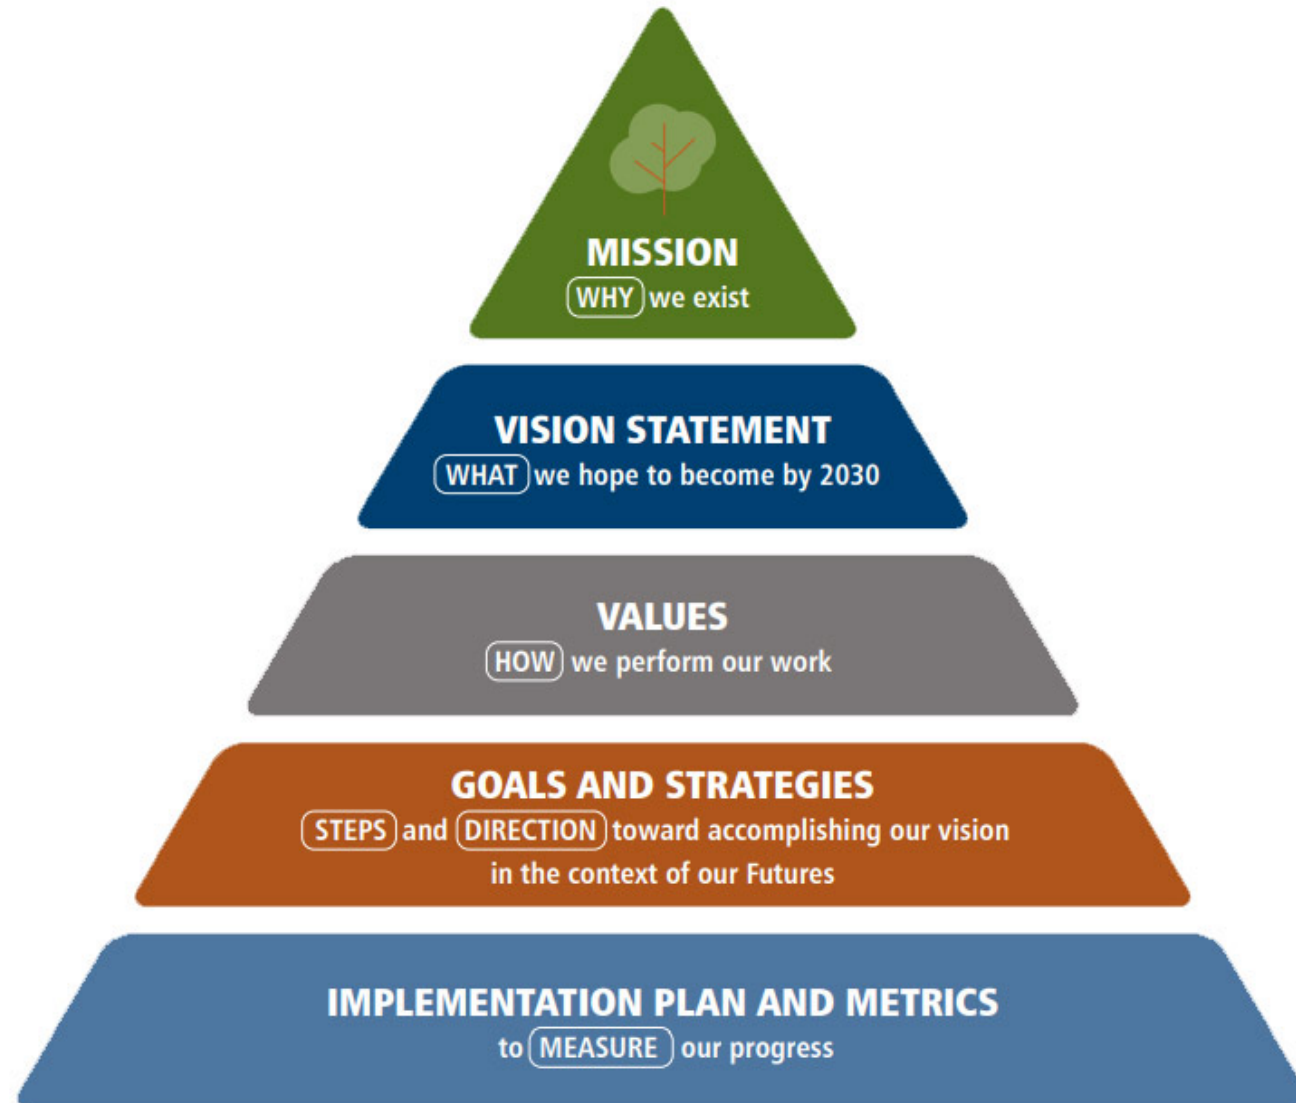 MISSION
WHY we exist
VISION STATEMENT
WHAT we hope to become by 2030
VALUES
HOW we perform our work
GOALS AND STRATEGIES
STEPS and DIRECTION toward accomplishing our vision
in the context of our Futures
IMPLEMENTATION PLAN AND METRICS
to MEASURE our progress